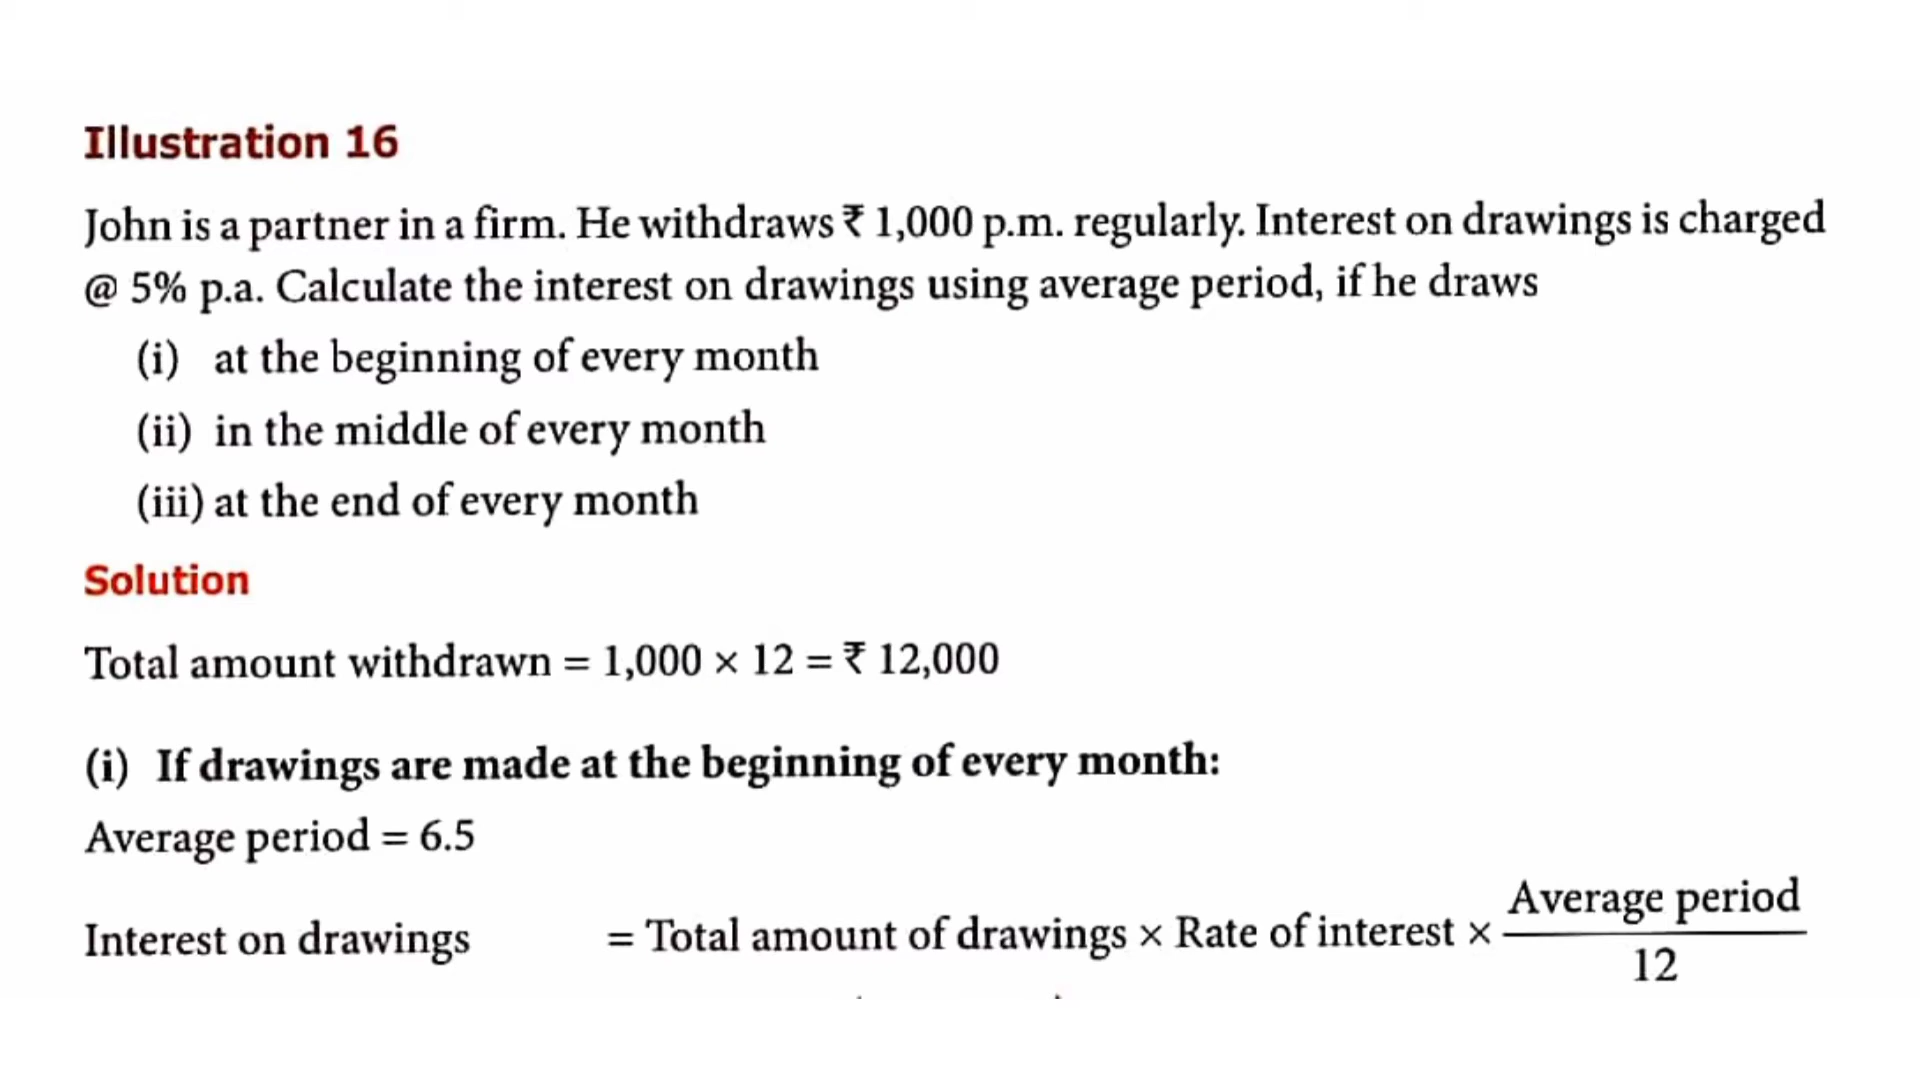 Illustration 16
John is a partner in a firm. He withdraws ₹ 1,000 p.m. regularly. Interest on drawings is charged
@ 5% p.a. Calculate the interest on drawings using average period, if he draws
(i) at the beginning of every month
(ii) in the middle of every month
(iii) at the end of every month
Solution
Total amount withdrawn = 1,000 × 12 = ₹ 12,000
(i) If drawings are made at the beginning of every month:
Average period = 6.5
Interest on drawings = Total amount of drawings × Rate of interest × Average period
12